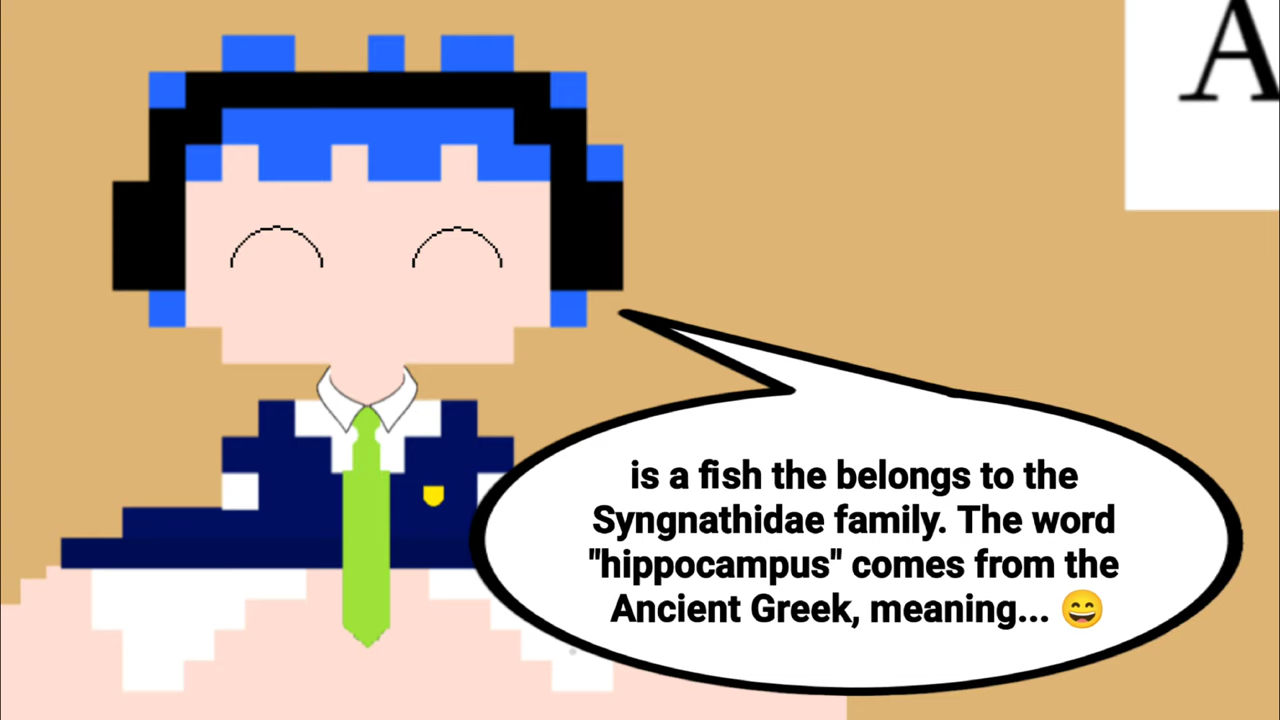 A
is a fish the belongs to the
Syngnathidae family. The word
"hippocampus" comes from the
Ancient Greek, meaning... 😄